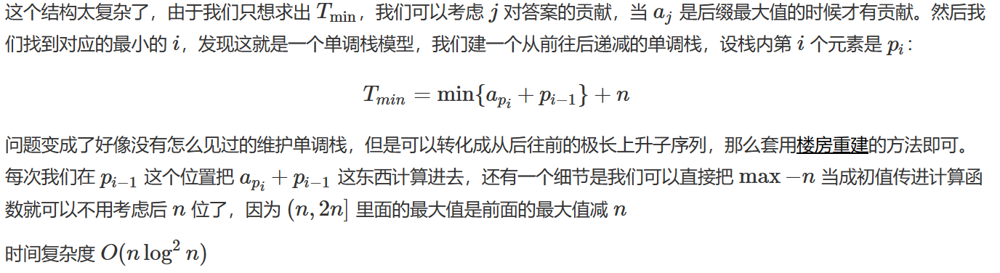 这个结构太复杂了，由于我们只想求出 $T_{\min}$，我们可以考虑 $j$ 对答案的贡献，当 $a_j$ 是后缀最大值的时候才有贡献。然后我
们找到对应的最小的 $i$，发现这就是一个单调栈模型，我们建一个从前往后递减的单调栈，设栈内第 $i$ 个元素是 $p_i$：
$T_{min} = \min\{a_{p_i} + p_{i-1}\} + n$
问题变成了好像没有怎么见过的维护单调栈，但是可以转化成从后往前的极长上升子序列，那么套用楼房重建的方法即可。
每次我们在 $p_{i-1}$ 这个位置把 $a_{p_i} + p_{i-1}$ 这东西计算进去，还有一个细节是我们可以直接把 $\max -n$ 当成初值传进计算函
数就可以不用考虑后 $n$ 位了，因为 $(n, 2n]$ 里面的最大值是前面的最大值减 $n$
时间复杂度 $O(n \log^2 n)$